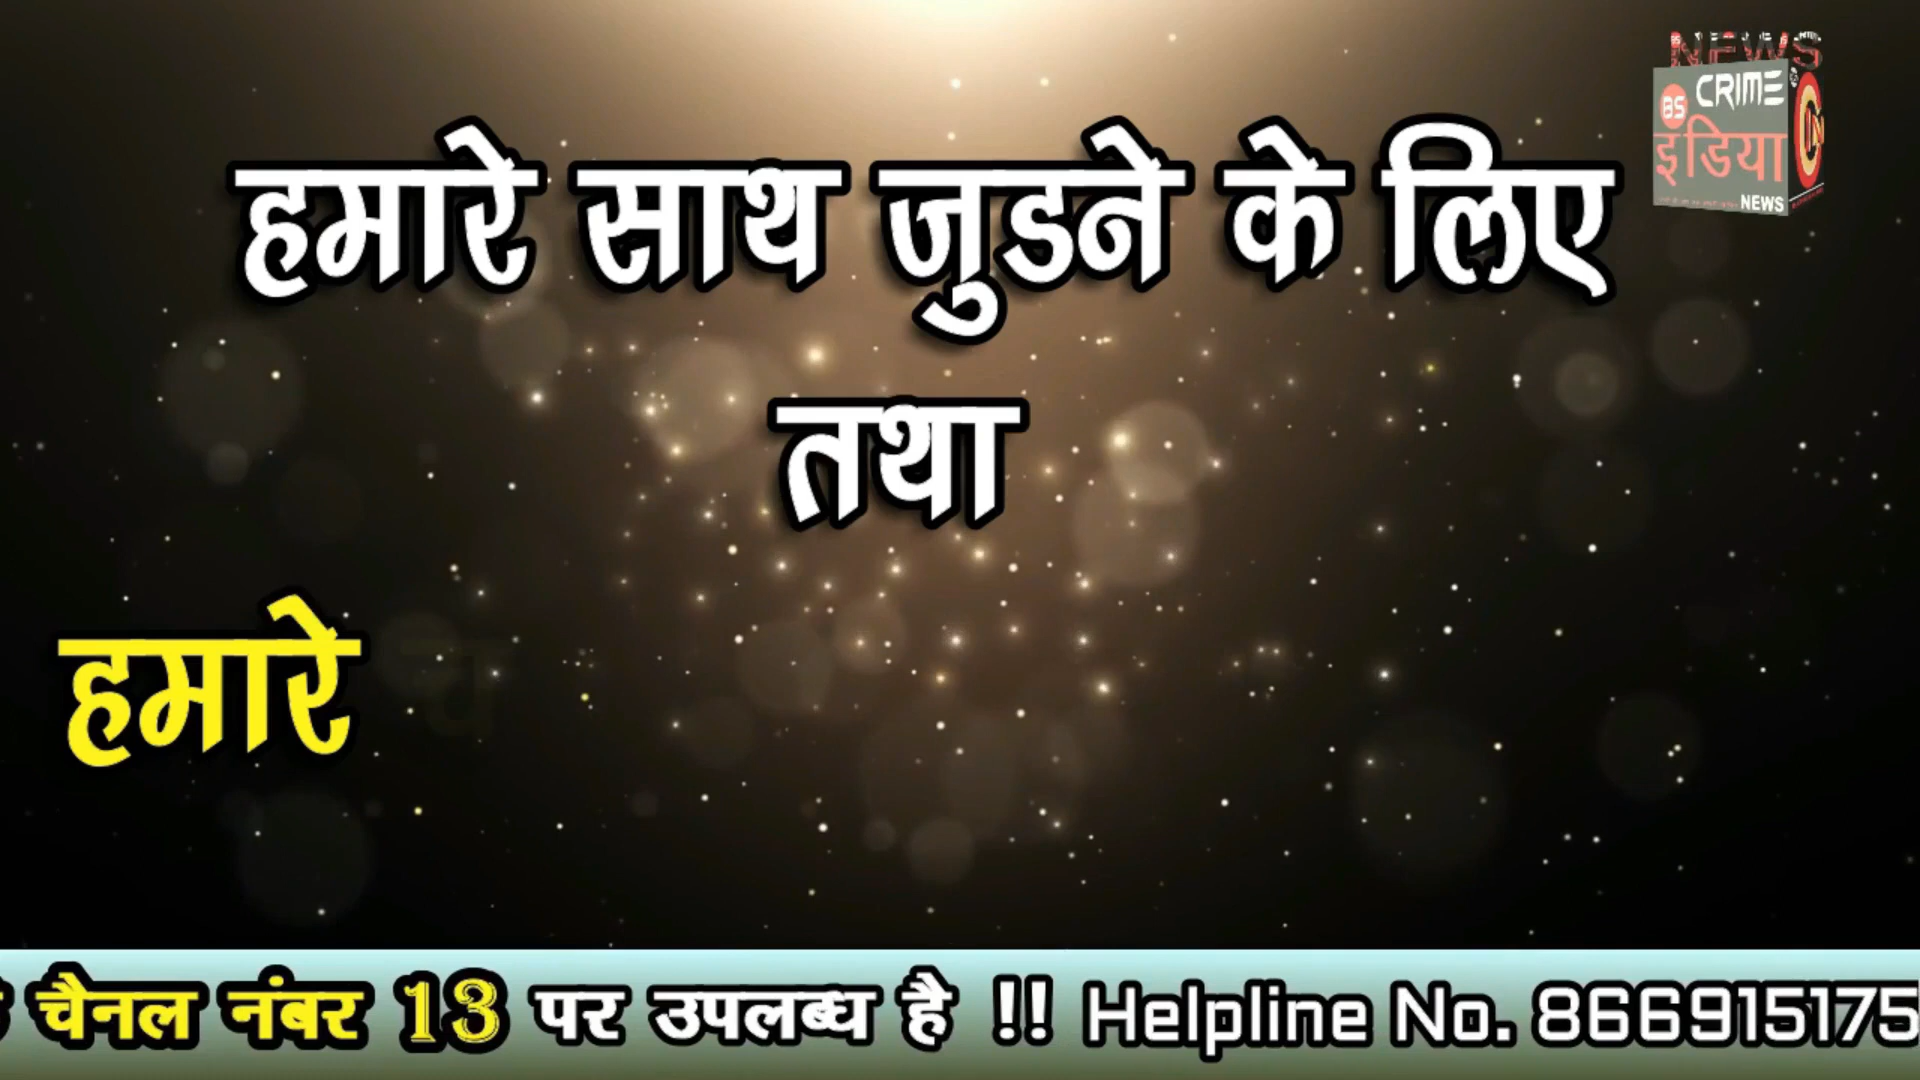 NEWS
BS CRIME
इंडिया
NEWS
हमारे साथ जुडने के लिए
तथा
हमारे
चैनल नंबर 13 पर उपलब्ध है !! Helpline No. 866915175